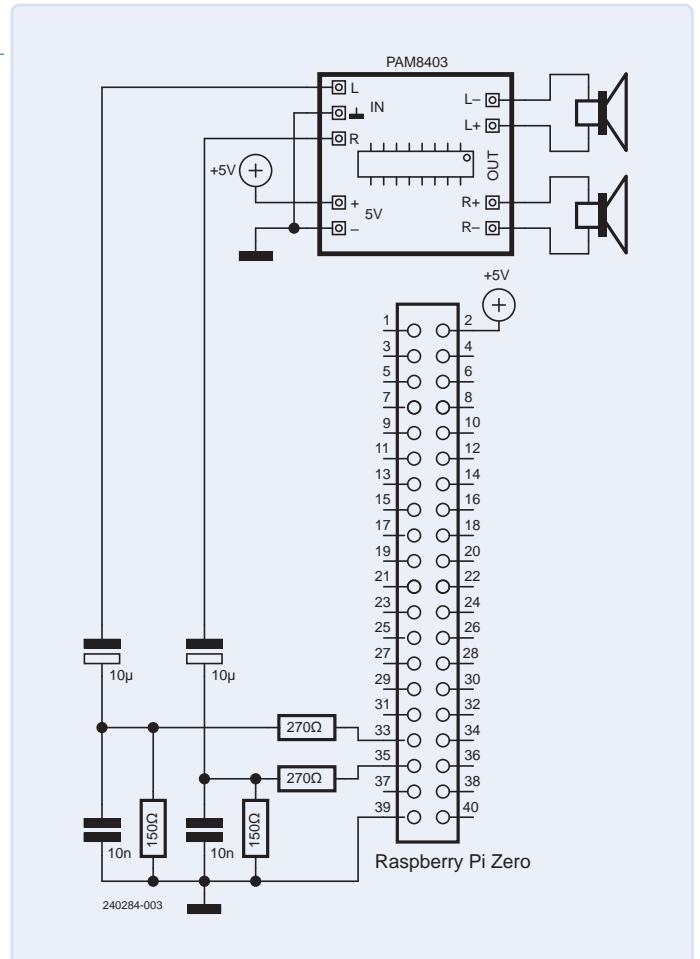 PAM8403
L
IN
R
+5V
+
5V
–
L–
L+
OUT
R+
R–
+5V
1 2
3 4
5 6
7 8
9 10
11 12
13 14
15 16
17 18
19 20
21 22
23 24
25 26
27 28
29 30
31 32
33 34
35 36
37 38
39 40
10µ 10µ
270Ω
270Ω
10n 150Ω 10n 150Ω
Raspberry Pi Zero
240284-003